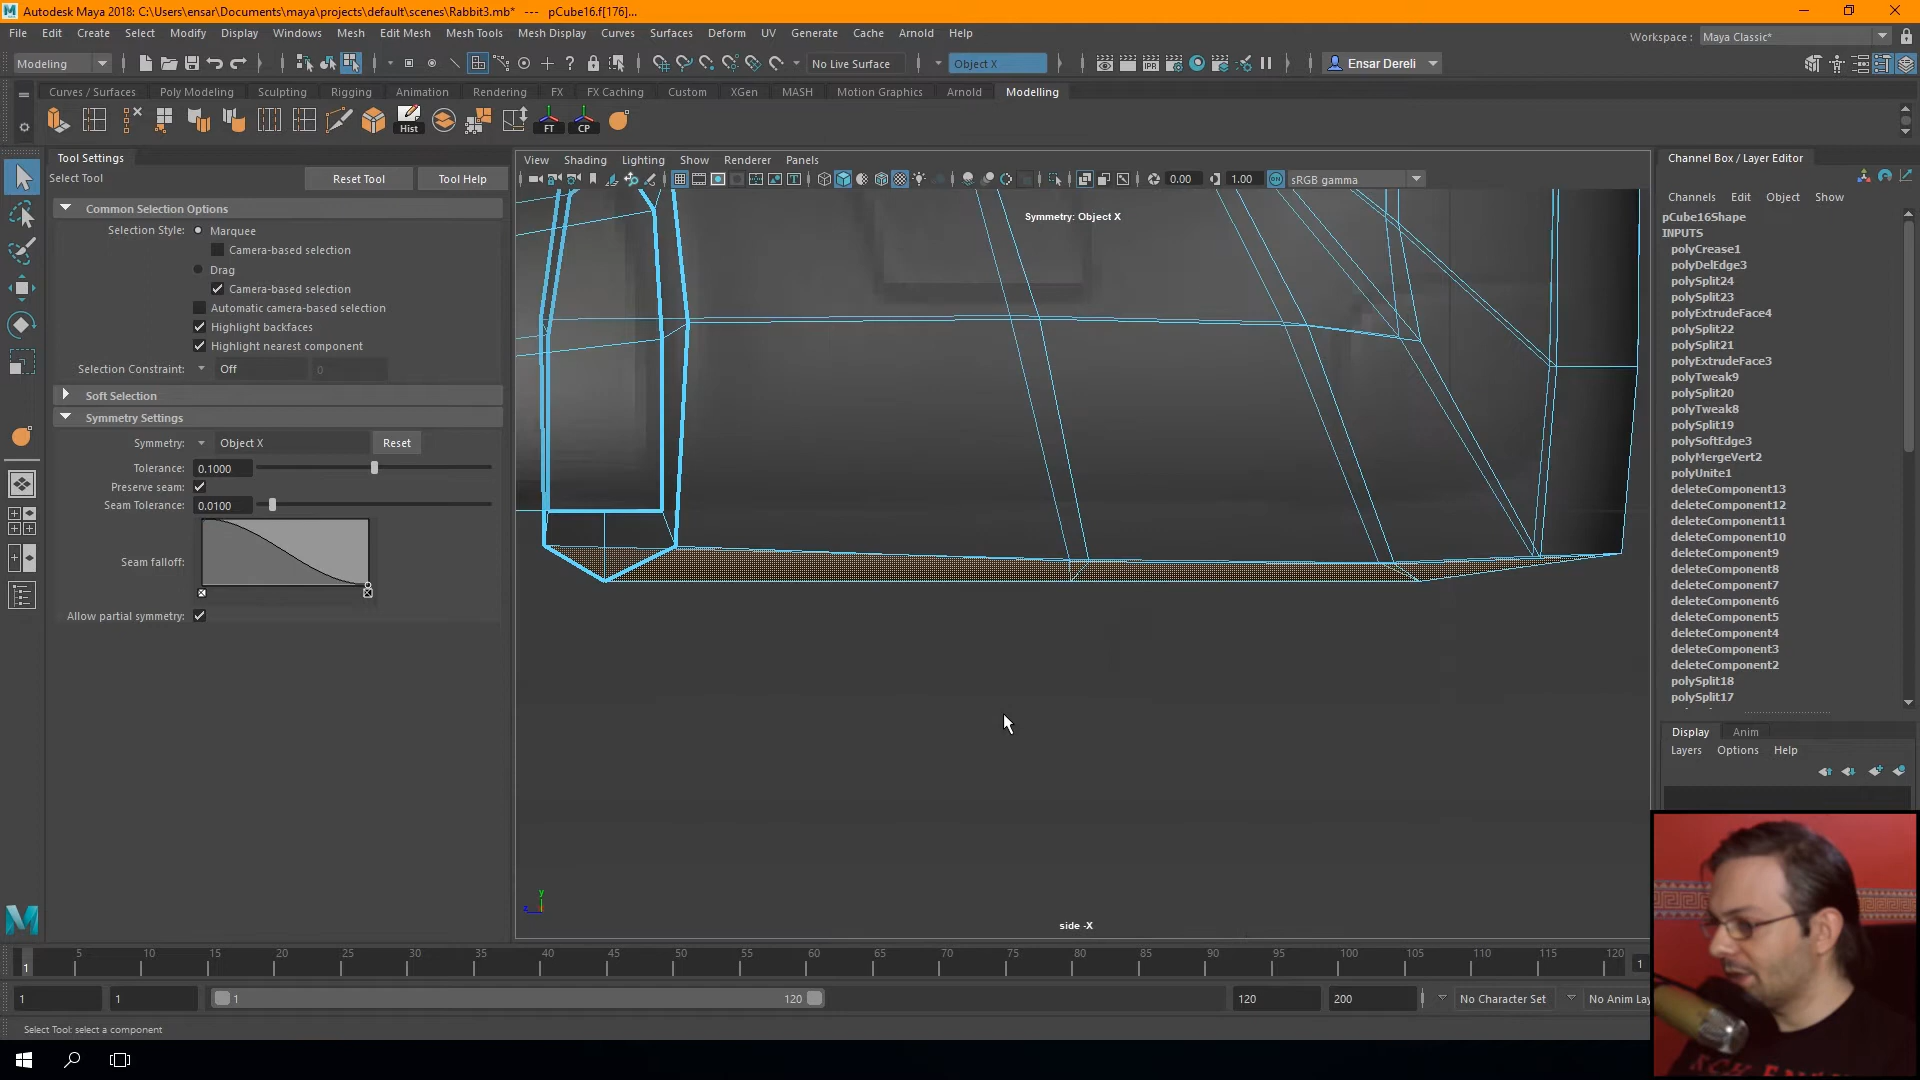 Autodesk Maya 2018: C:\Users\ensar\Documents\maya\projects\default\scenes\Rabbit3.mb* --- pCube16.f[176]...
File Edit Create Select Modify Display Windows Mesh Edit Mesh Mesh Tools Mesh Display Curves Surfaces Deform UV Generate Cache Arnold Help
Workspace : Maya Classic*
Modeling No Live Surface Object X Ensar Dereli
Curves / Surfaces Poly Modeling Sculpting Rigging Animation Rendering FX FX Caching Custom XGen MASH Motion Graphics Arnold Modelling
Hist FT CP
Tool Settings
Select Tool Reset Tool Tool Help
Common Selection Options
Selection Style: Marquee
Camera-based selection
Drag
Camera-based selection
Automatic camera-based selection
Highlight backfaces
Highlight nearest component
Selection Constraint: Off 0
Soft Selection
Symmetry Settings
Symmetry: Object X Reset
Tolerance: 0.1000
Preserve seam:
Seam Tolerance: 0.0100
Seam falloff:
Allow partial symmetry:
View Shading Lighting Show Renderer Panels
0.00 1.00 ON sRGB gamma
Symmetry: Object X
y
z
side -X
Channel Box / Layer Editor
Channels Edit Object Show
pCube16Shape
INPUTS
polyCrease1
polyDelEdge3
polySplit24
polySplit23
polyExtrudeFace4
polySplit22
polySplit21
polyExtrudeFace3
polyTweak9
polySplit20
polyTweak8
polySplit19
polySoftEdge3
polyMergeVert2
polyUnite1
deleteComponent13
deleteComponent12
deleteComponent11
deleteComponent10
deleteComponent9
deleteComponent8
deleteComponent7
deleteComponent6
deleteComponent5
deleteComponent4
deleteComponent3
deleteComponent2
polySplit18
polySplit17
Display Anim
Layers Options Help
5 10 15 20 25 30 35 40 45 50 55 60 65 70 75 80 85 90 95 100 105 110 115 120
1 1
1 1 1 120 120 200 No Character Set No Anim Lay
Select Tool: select a component